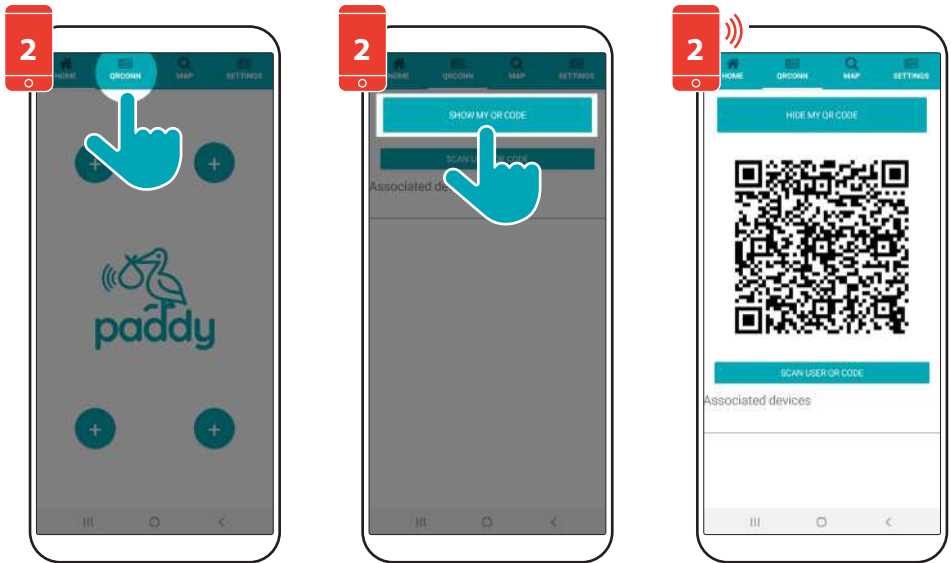 2
HOME QRCONN MAP SETTINGS
+ +
paddy
+ +
2
HOME QRCONN MAP SETTINGS
SHOW MY QR CODE
SCAN U QR CODE
Associated de
2
HOME QRCONN MAP SETTINGS
HIDE MY QR CODE
SCAN USER QR CODE
Associated devices